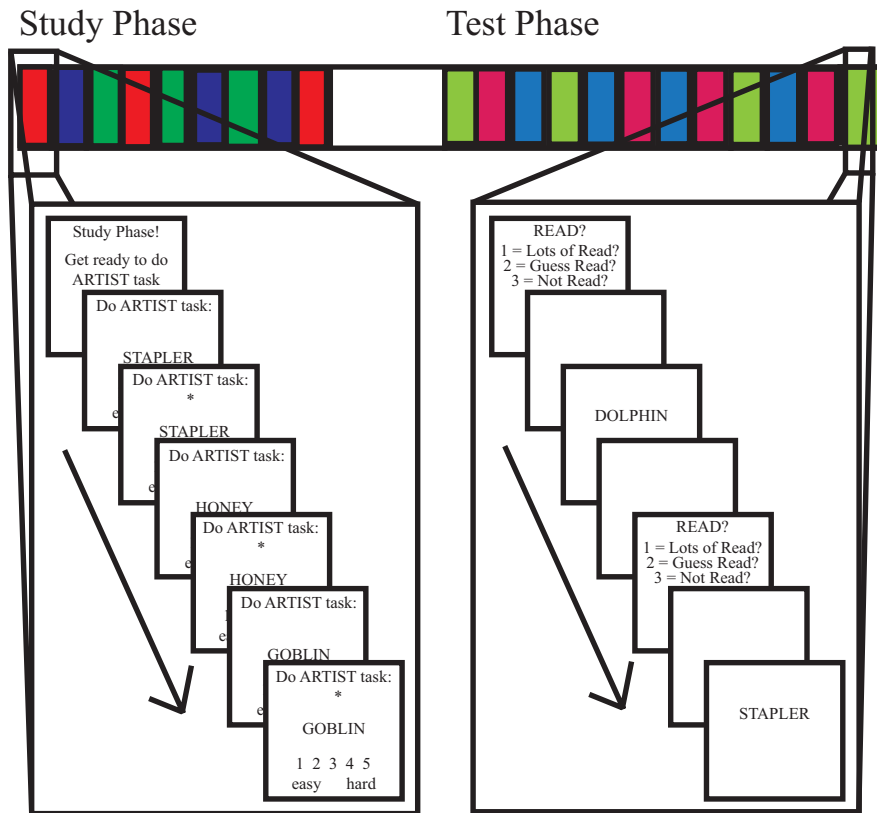 Study Phase
Test Phase
Study Phase!
Get ready to do
ARTIST task
Do ARTIST task:
STAPLER
Do ARTIST task:
*
STAPLER
Do ARTIST task:
HONEY
Do ARTIST task:
*
HONEY
Do ARTIST task:
GOBLIN
Do ARTIST task:
*
GOBLIN
1 2 3 4 5
easy hard
READ?
1 = Lots of Read?
2 = Guess Read?
3 = Not Read?
DOLPHIN
READ?
1 = Lots of Read?
2 = Guess Read?
3 = Not Read?
STAPLER